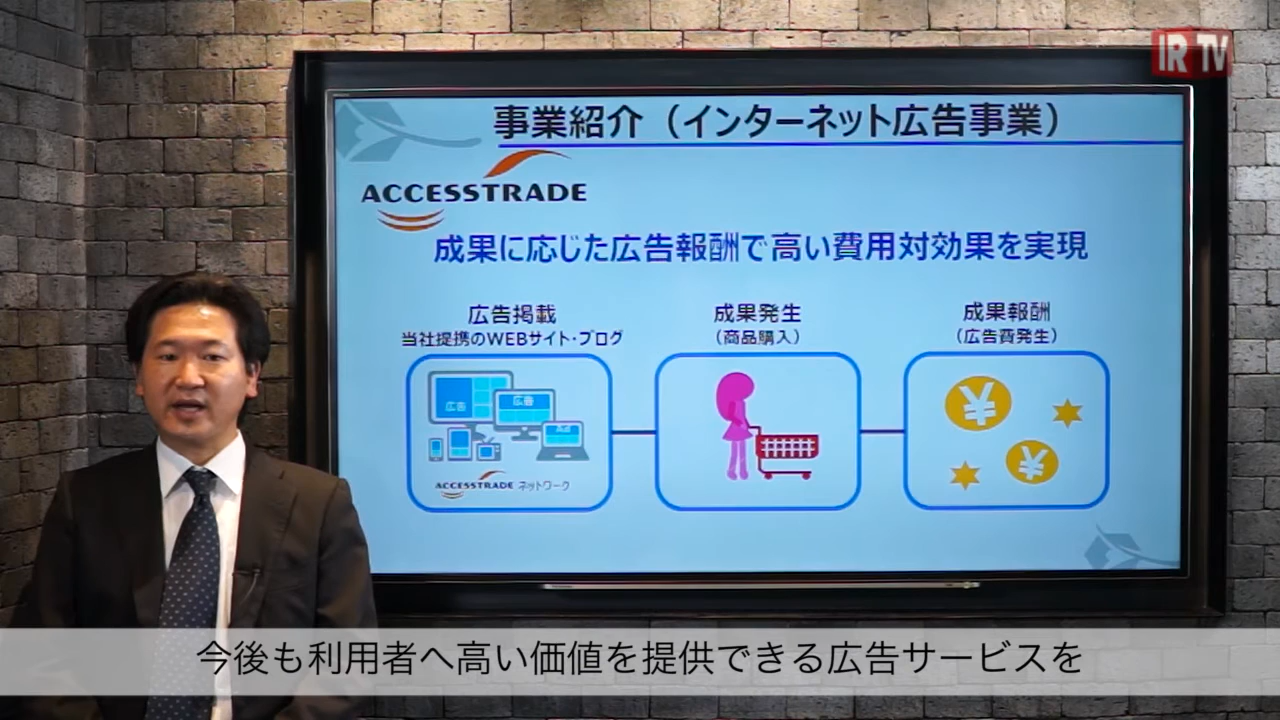 IR TV
事業紹介（インターネット広告事業）
ACCESSTRADE
成果に応じた広告報酬で高い費用対効果を実現
広告掲載
当社提携のWEBサイト・ブログ
成果発生
（商品購入）
成果報酬
（広告費発生）
広告
広告
広告
ACCESSTRADE ネットワーク
¥
¥
今後も利用者へ高い価値を提供できる広告サービスを